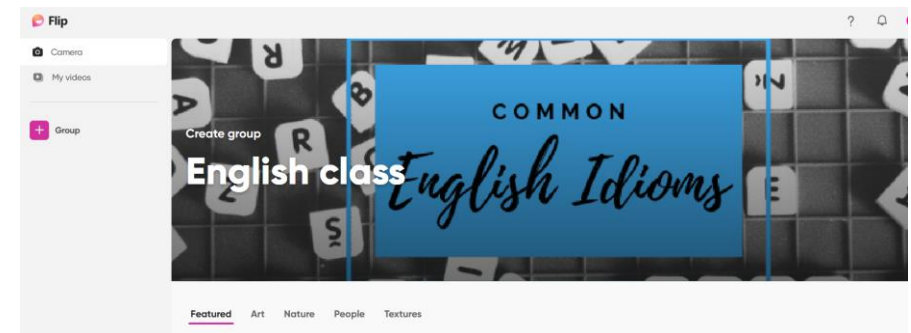 Flip
?
Camera
My videos
+ Group
COMMON
English Idioms
Create group
English class
A
R
B
Z
R
E
Ş
M
N
E
Featured Art Nature People Textures